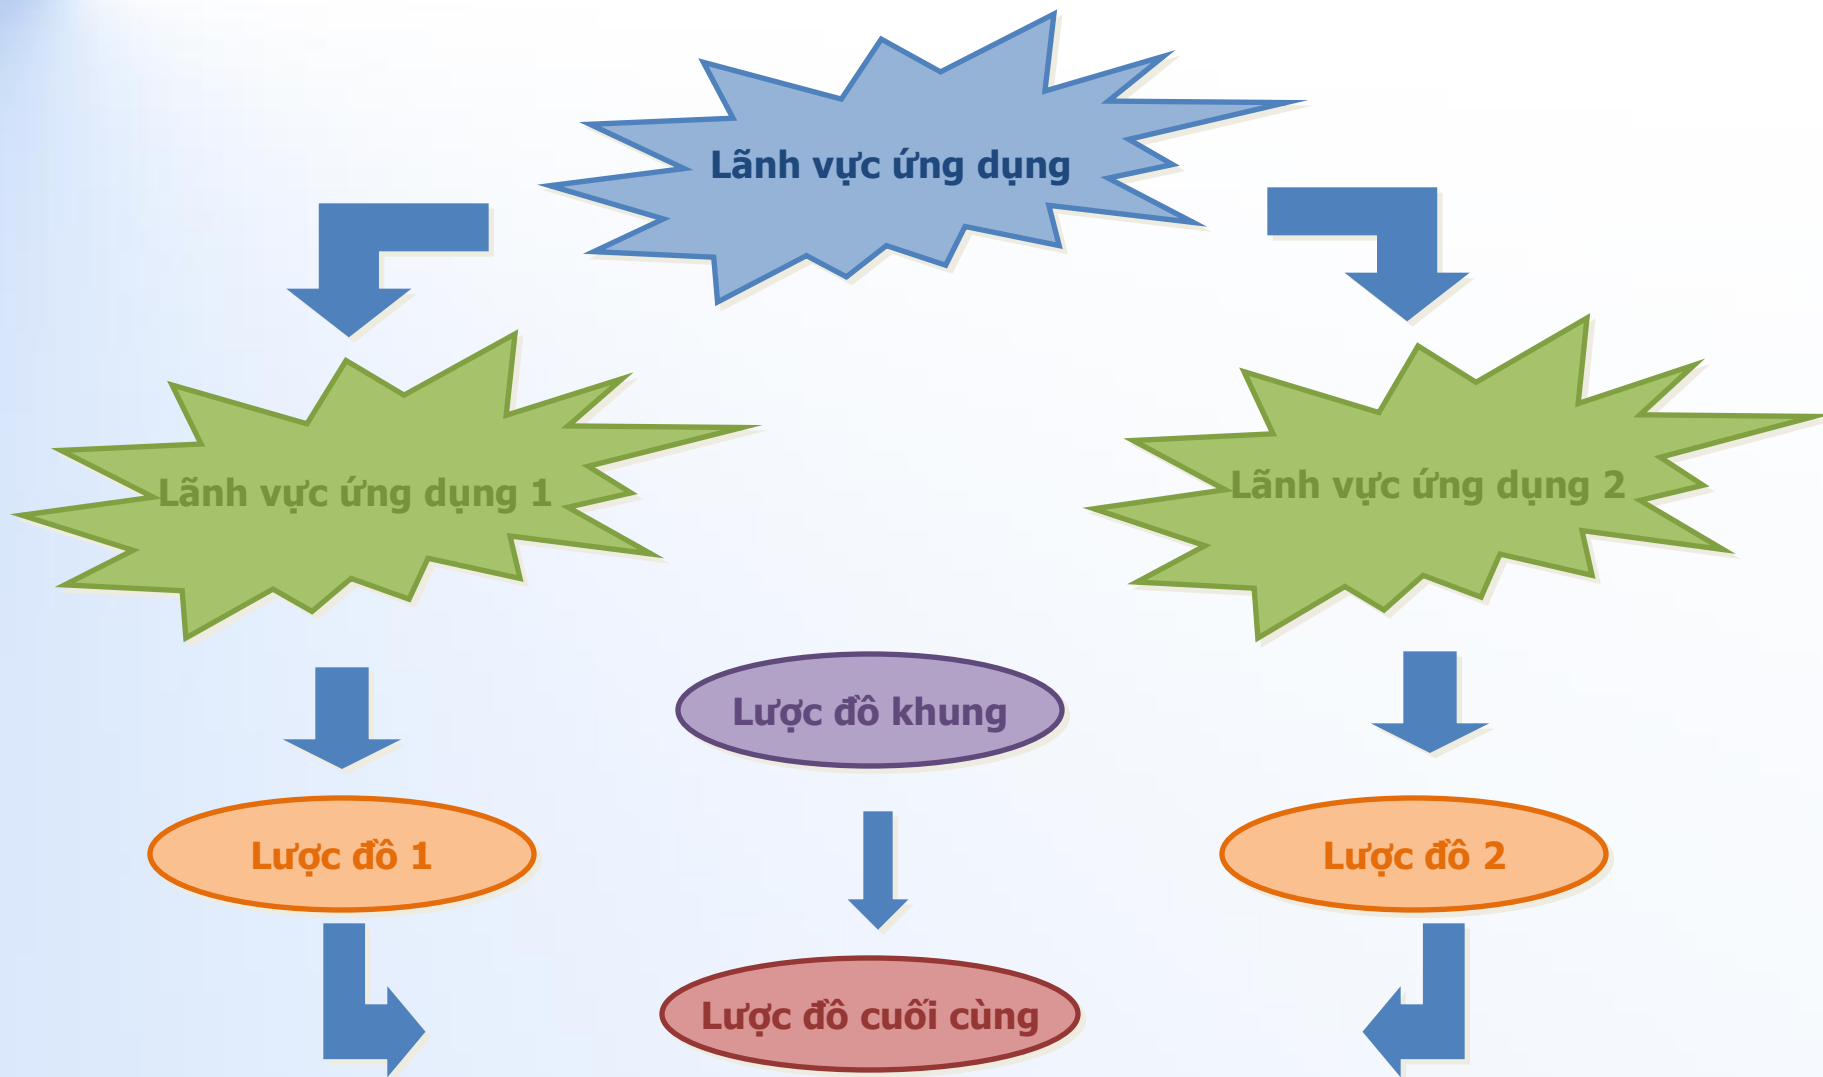 Lãnh vực ứng dụng
Lãnh vực ứng dụng 1
Lãnh vực ứng dụng 2
Lược đồ khung
Lược đồ 1
Lược đồ 2
Lược đồ cuối cùng